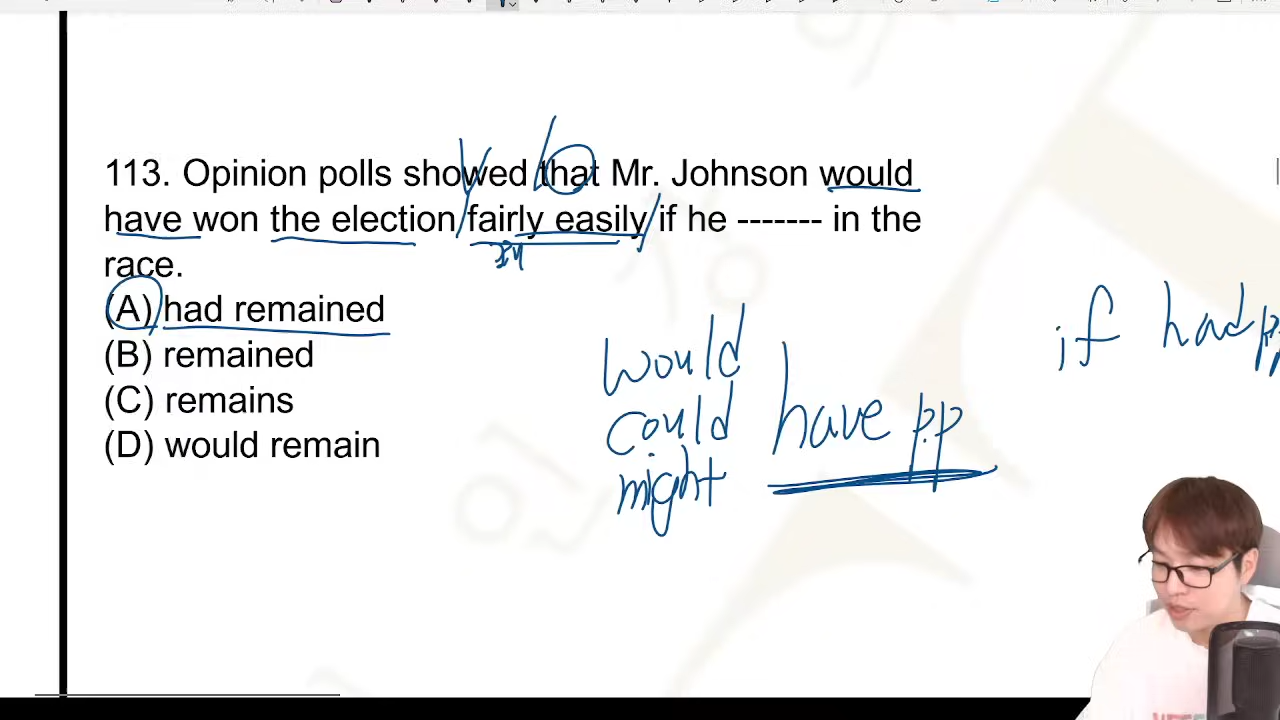 113. Opinion polls showed that Mr. Johnson would
have won the election fairly easily if he ------- in the
race.
(A) had remained
(B) remained
(C) remains
(D) would remain
would
could have p.p
might
if had p.p